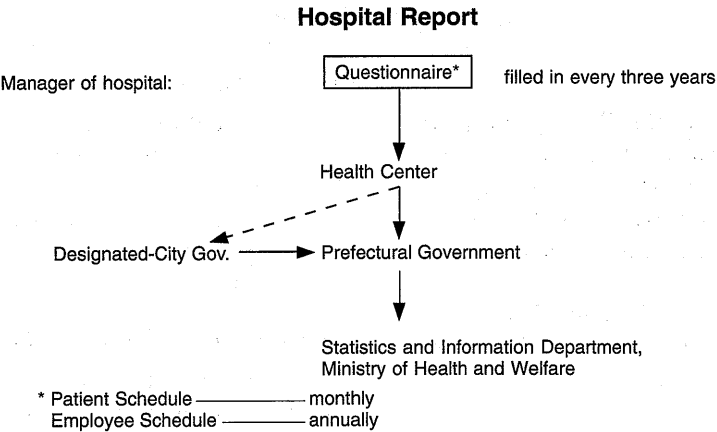 Hospital Report
Manager of hospital:
Questionnaire*
filled in every three years
Health Center
Designated-City Gov.
Prefectural Government
Statistics and Information Department,
Ministry of Health and Welfare
* Patient Schedule monthly
Employee Schedule annually